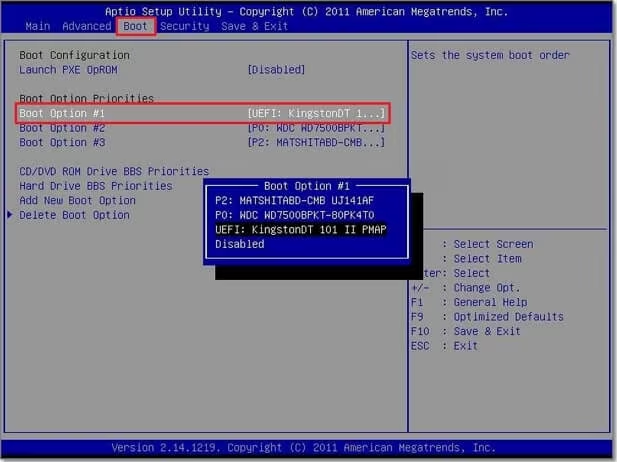 Aptio Setup Utility - Copyright (C) 2011 American Megatrends, Inc.
Main Advanced Boot Security Save & Exit
Boot Configuration
Launch PXE OpROM [Disabled]
Boot Option Priorities
Boot Option #1 [UEFI: KingstonDT 1...]
Boot Option #2 [P0: WDC WD7500BPKT...]
Boot Option #3 [P2: MATSHITABD-CMB...]
CD/DVD ROM Drive BBS Priorities
Hard Drive BBS Priorities
Add New Boot Option
Delete Boot Option
Boot Option #1
P2: MATSHITABD-CMB UJ141AF
P0: WDC WD7500BPKT-80PK4T0
UEFI: KingstonDT 101 II PMAP
Disabled
Sets the system boot order
: Select Screen
: Select Item
ter: Select
+/- : Change Opt.
F1 : General Help
F9 : Optimized Defaults
F10 : Save & Exit
ESC : Exit
Version 2.14.1219. Copyright (C) 2011 American Megatrends, Inc.